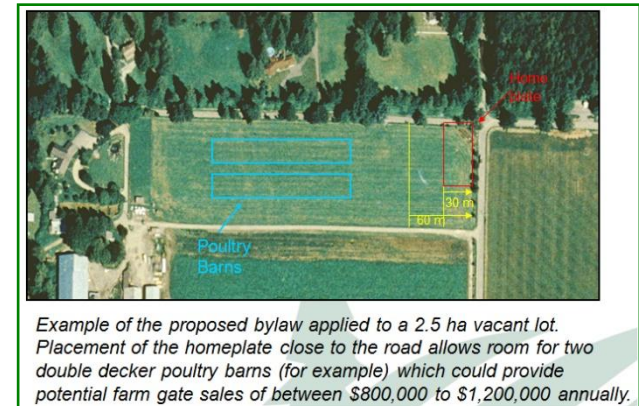 Home
Plate
30 m
60 m
Poultry
Barns
Example of the proposed bylaw applied to a 2.5 ha vacant lot.
Placement of the homeplate close to the road allows room for two
double decker poultry barns (for example) which could provide
potential farm gate sales of between $800,000 to $1,200,000 annually.